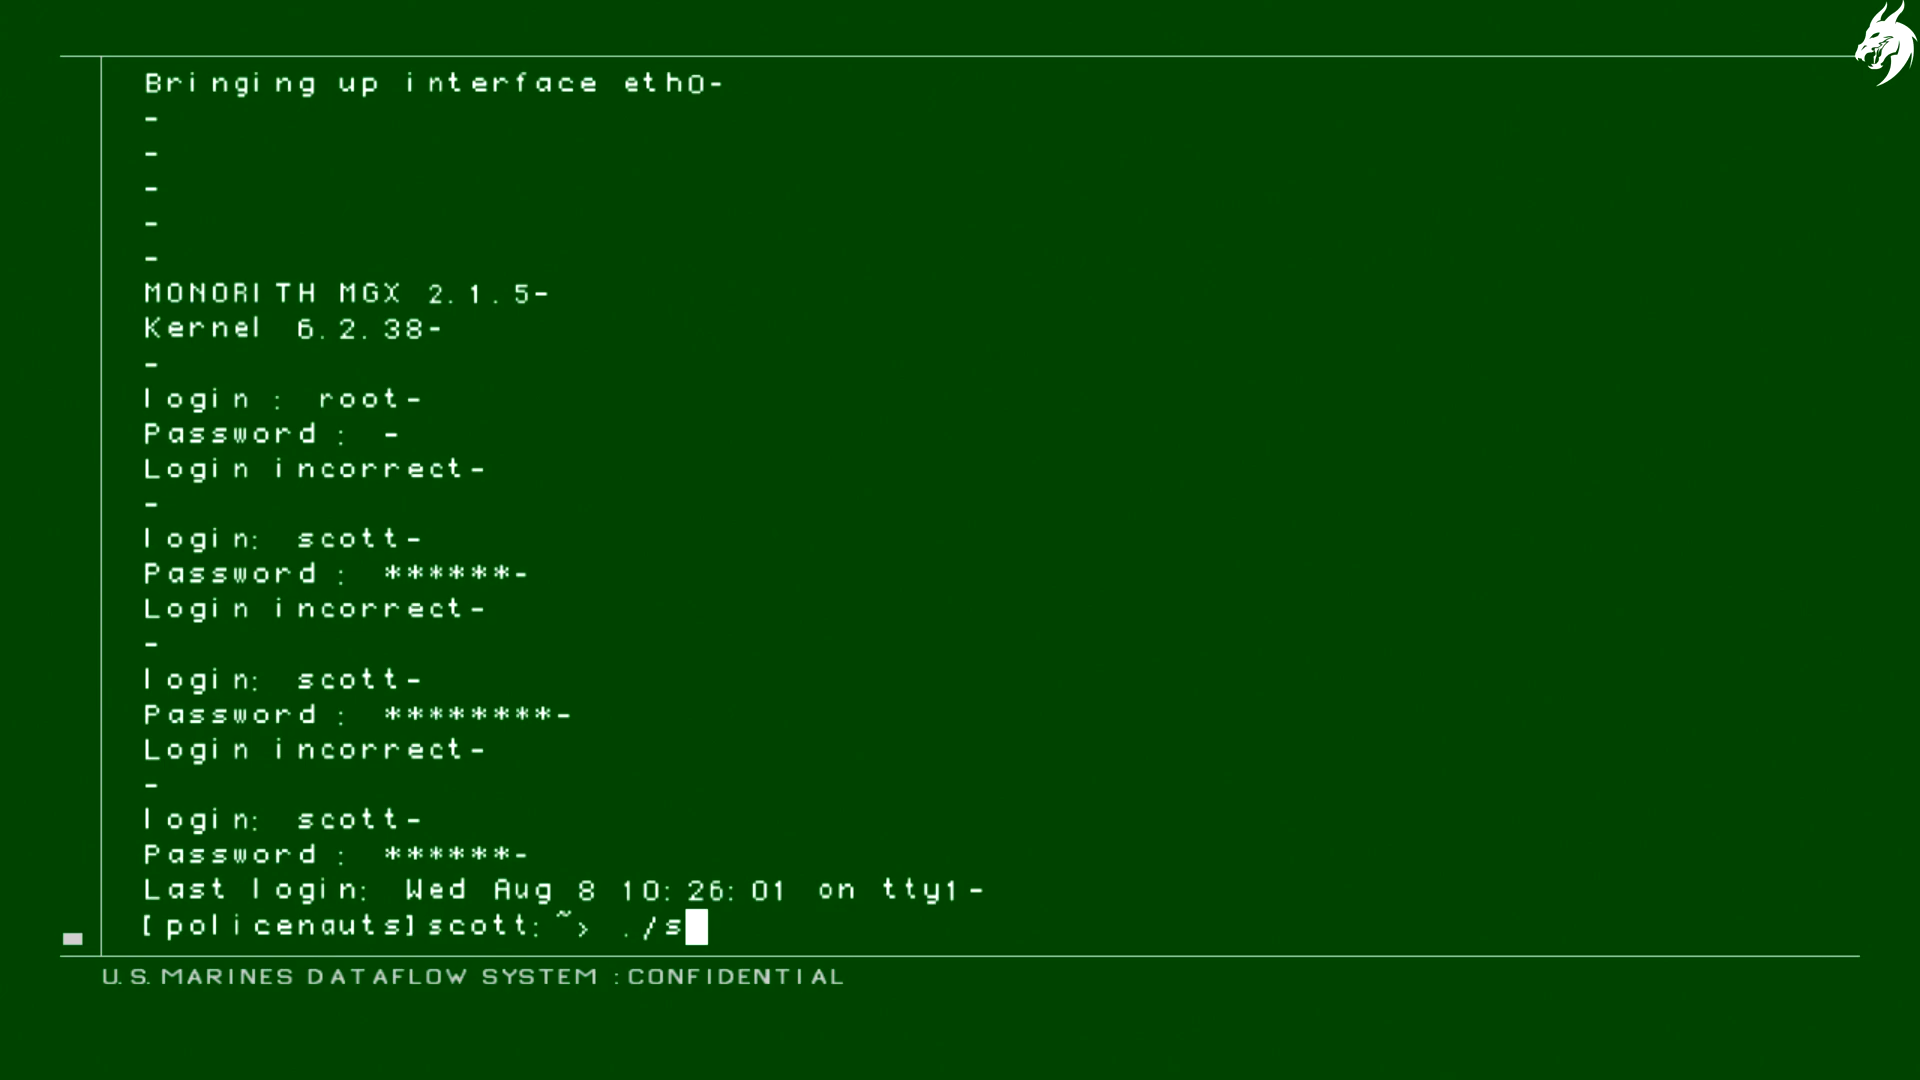 Bringing up interface eth0-
-
-
-
-
-
MONORITH MGX 2.1.5-
Kernel 6.2.38-
-
login : root-
Password : -
Login incorrect-
-
login: scott-
Password : ******-
Login incorrect-
-
login: scott-
Password : ********-
Login incorrect-
-
login: scott-
Password : ******-
Last login: Wed Aug 8 10:26:01 on tty1-
[policenauts]scott:~> ./s
U.S.MARINES DATAFLOW SYSTEM :CONFIDENTIAL